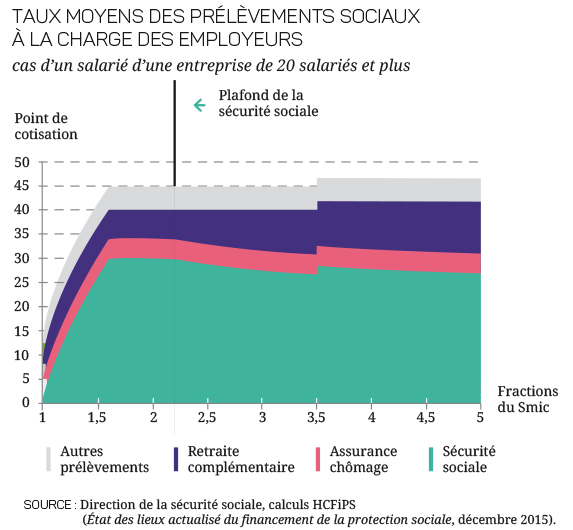 TAUX MOYENS DES PRÉLÈVEMENTS SOCIAUX
À LA CHARGE DES EMPLOYEURS
cas d'un salarié d'une entreprise de 20 salariés et plus
Plafond de la
sécurité sociale
Point de
cotisation
50
45
40
35
30
25
20
15
10
5
0
1 1,5 2 2,5 3 3,5 4 4,5 5
Fractions
du Smic
Autres
prélèvements
Retraite
complémentaire
Assurance
chômage
Sécurité
sociale
SOURCE : Direction de la sécurité sociale, calculs HCFiPS
(État des lieux actualisé du financement de la protection sociale, décembre 2015).